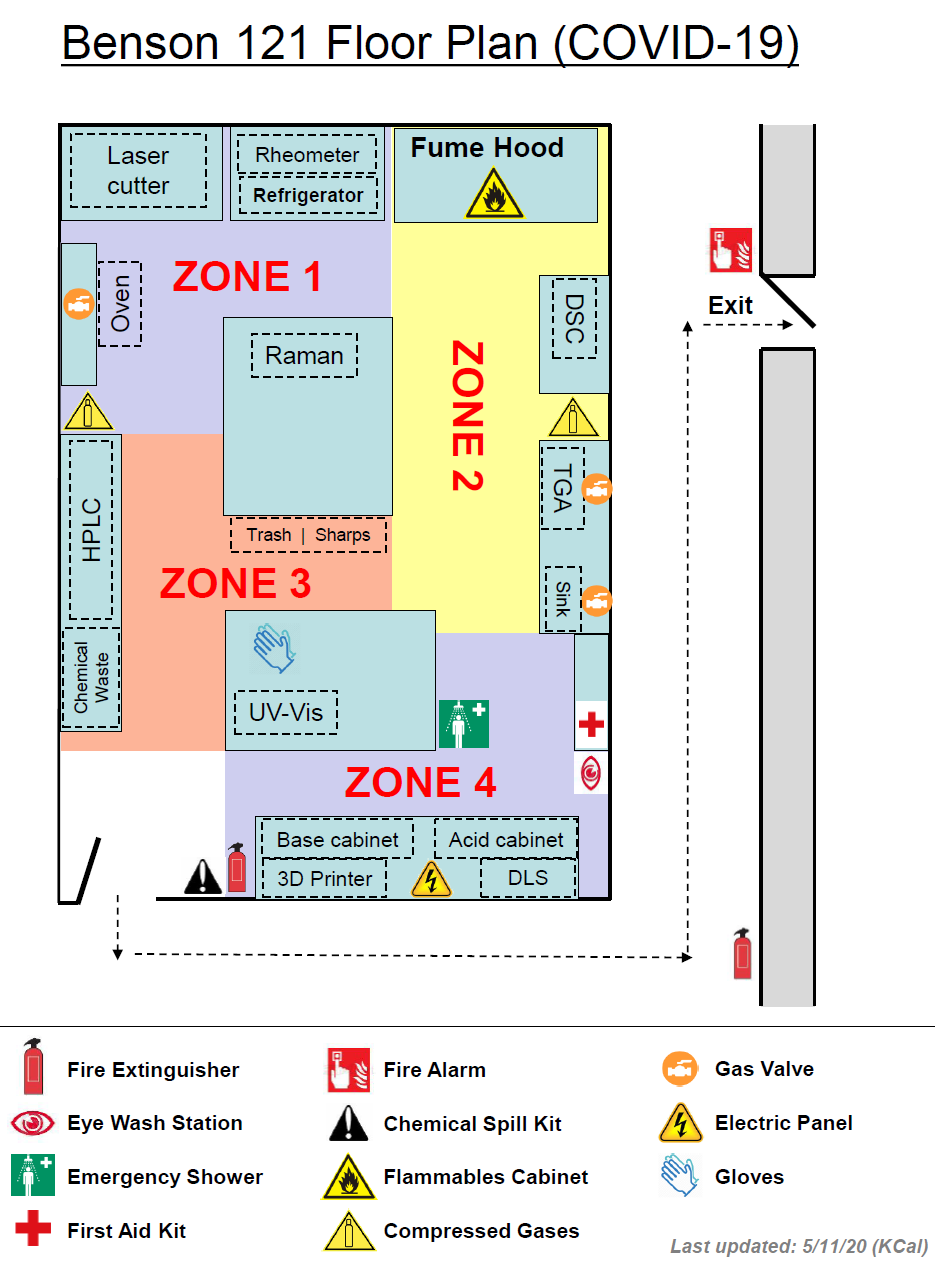 Benson 121 Floor Plan (COVID-19)
Laser
cutter
Rheometer
Refrigerator
Fume Hood
ZONE 1
Oven
Raman
ZONE 2
DSC
Exit
HPLC
TGA
Trash | Sharps
ZONE 3
Sink
Chemical
Waste
UV-Vis
ZONE 4
Base cabinet
Acid cabinet
3D Printer
DLS
Fire Extinguisher
Fire Alarm
Gas Valve
Eye Wash Station
Chemical Spill Kit
Electric Panel
Emergency Shower
Flammables Cabinet
Gloves
First Aid Kit
Compressed Gases
Last updated: 5/11/20 (KCal)